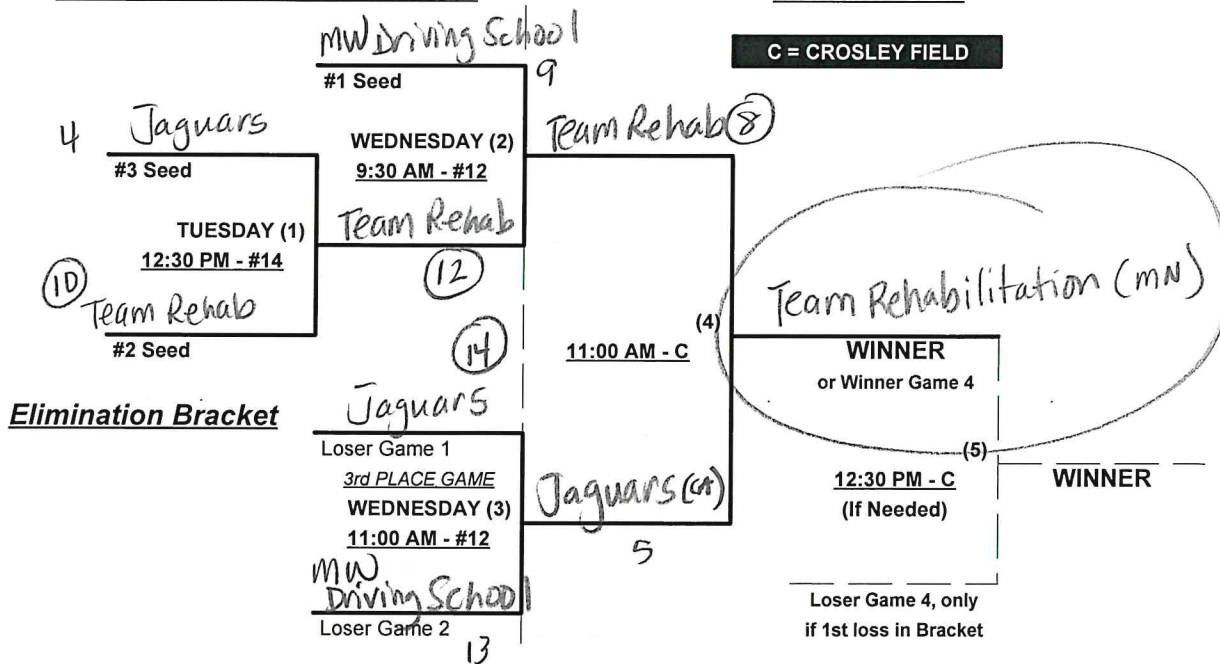 MW Driving School
9
C = CROSLEY FIELD
#1 Seed
4
Jaguars
WEDNESDAY (2)
Team Rehab 8
#3 Seed
9:30 AM - #12
TUESDAY (1)
Team Rehab
12:30 PM - #14
12
10
Team Rehab
Team Rehabilitation (MN)
(4)
#2 Seed
14
11:00 AM - C
WINNER
or Winner Game 4
Elimination Bracket
Jaguars
Loser Game 1
(5)
3rd PLACE GAME
Jaguars (CA)
12:30 PM - C
WINNER
WEDNESDAY (3)
(If Needed)
11:00 AM - #12
5
MW
Driving School
Loser Game 4, only
Loser Game 2
if 1st loss in Bracket
13